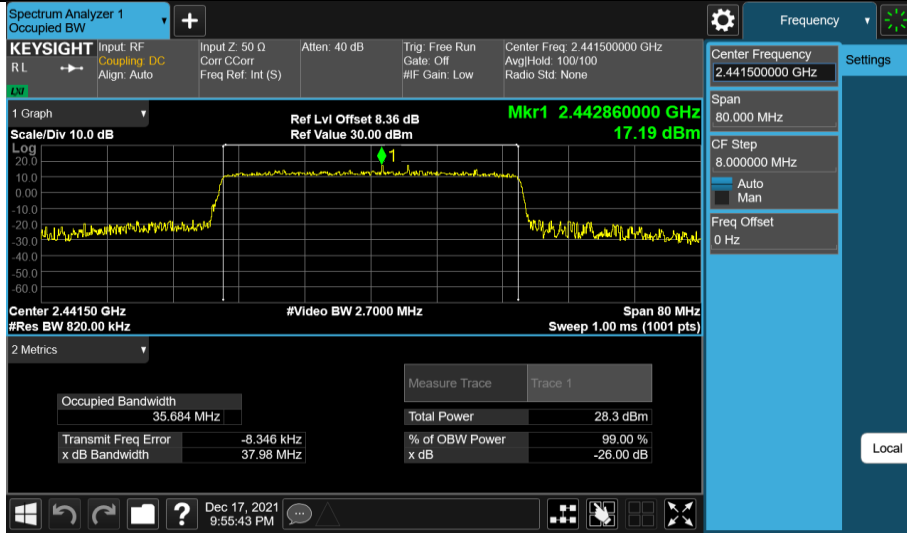 Spectrum Analyzer 1
Occupied BW
+
Frequency
KEYSIGHT
RL
LXI
Input: RF
Coupling: DC
Align: Auto
Input Z: 50 Ω
Corr CCorr
Freq Ref: Int (S)
Atten: 40 dB
Trig: Free Run
Gate: Off
#IF Gain: Low
Center Freq: 2.441500000 GHz
Avg|Hold: 100/100
Radio Std: None
Center Frequency
2.441500000 GHz
Settings
Span
80.000 MHz
CF Step
8.000000 MHz
Auto
Man
Freq Offset
0 Hz
1 Graph
Scale/Div 10.0 dB
Ref Lvl Offset 8.36 dB
Ref Value 30.00 dBm
Mkr1 2.442860000 GHz
17.19 dBm
Log
1
20.0
10.0
0.00
-10.0
-20.0
-30.0
-40.0
-50.0
-60.0
Center 2.44150 GHz
#Video BW 2.7000 MHz
Span 80 MHz
#Res BW 820.00 kHz
Sweep 1.00 ms (1001 pts)
2 Metrics
Measure Trace
Trace 1
Occupied Bandwidth
35.684 MHz
Total Power
28.3 dBm
Transmit Freq Error
-8.346 kHz
% of OBW Power
99.00 %
x dB Bandwidth
37.98 MHz
x dB
-26.00 dB
Local
?
Dec 17, 2021
9:55:43 PM